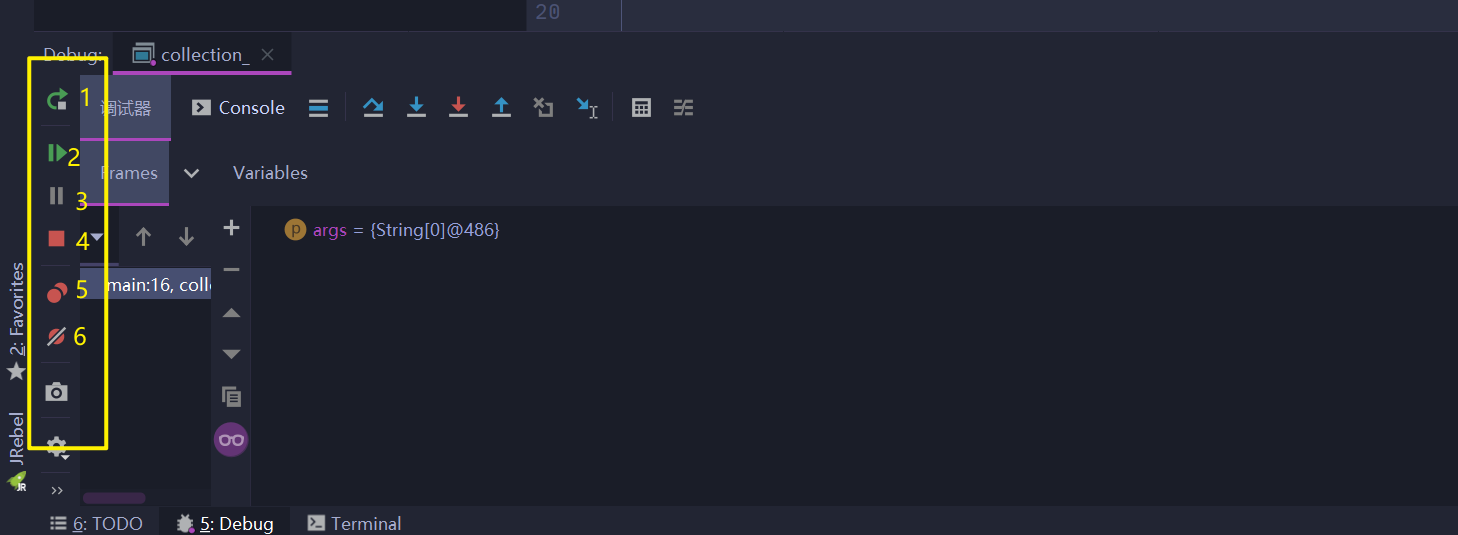 20
Debug: collection_
1
调试器 Console
2
Frames Variables
3
4
args = {String[0]@486}
5
main:16, coll
6
2: Favorites
JRebel
JR
6: TODO 5: Debug Terminal